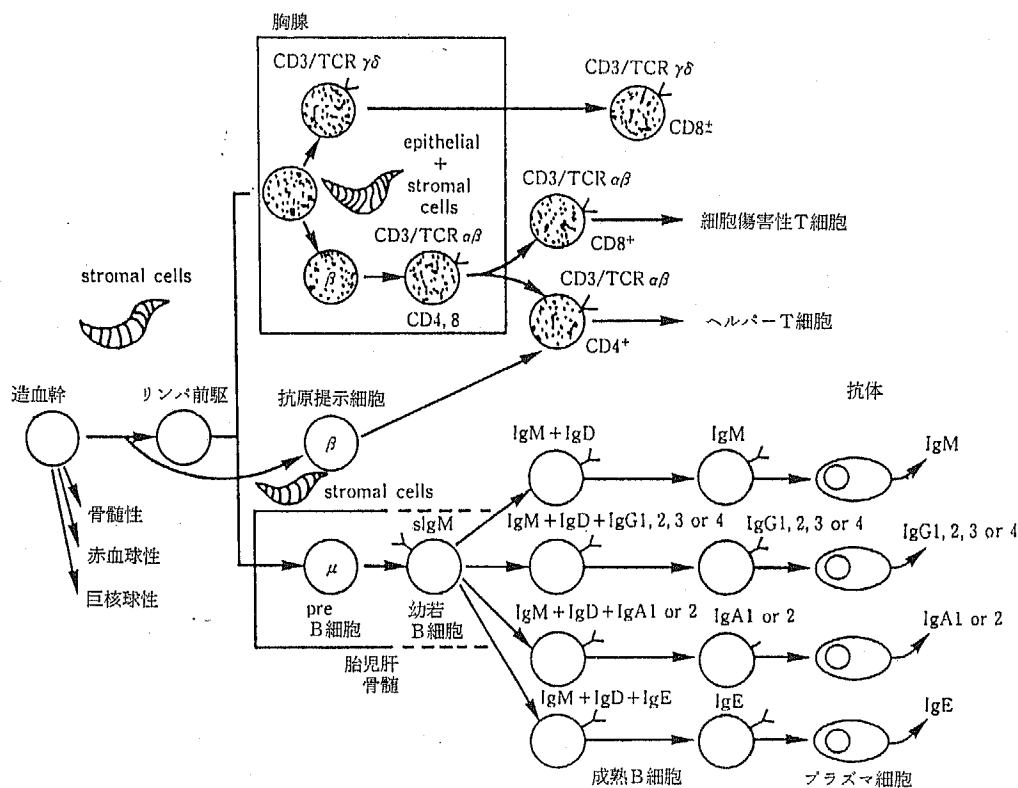 胸腺
CD3/TCR γδ
CD3/TCR γδ
CD8±
epithelial
+
stromal
cells
CD3/TCR αβ
CD8⁺
細胞傷害性T細胞
CD3/TCR αβ
β
CD4, 8
CD3/TCR αβ
CD4⁺
ヘルパーT細胞
stromal cells
造血幹
リンパ前駆
抗原提示細胞
β
stromal cells
骨髄性
赤血球性
巨核球性
抗体
IgM+IgD
IgM
IgM
sIgM
IgM+IgD+IgG1, 2, 3 or 4
IgG1, 2, 3 or 4
IgG1, 2, 3 or 4
μ
pre
B細胞
幼若
B細胞
IgM+IgD+IgA1 or 2
IgA1 or 2
IgA1 or 2
胎児肝
骨髄
IgM+IgD+IgE
IgE
IgE
成熟B細胞
プラズマ細胞